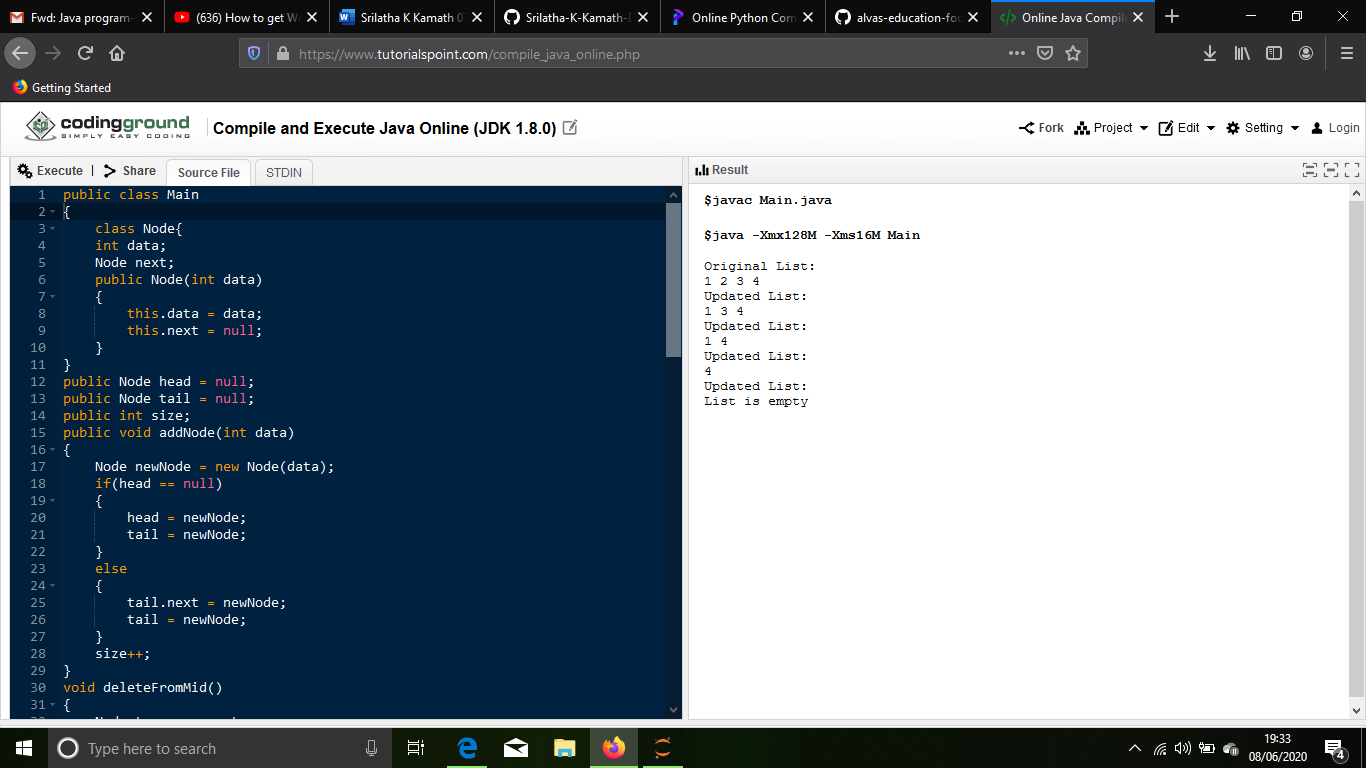 Fwd: Java program-
(636) How to get Wo
Srilatha K Kamath 07
Srilatha-K-Kamath-
Online Python Com
alvas-education-fou
Online Java Compile
https://www.tutorialspoint.com/compile_java_online.php
Getting Started
codingground
SIMPLY EASY CODING
Compile and Execute Java Online (JDK 1.8.0)
Fork Project Edit Setting Login
Execute | Share Source File STDIN
1 public class Main
2 {
3 class Node{
4 int data;
5 Node next;
6 public Node(int data)
7 {
8 this.data = data;
9 this.next = null;
10 }
11 }
12 public Node head = null;
13 public Node tail = null;
14 public int size;
15 public void addNode(int data)
16 {
17 Node newNode = new Node(data);
18 if(head == null)
19 {
20 head = newNode;
21 tail = newNode;
22 }
23 else
24 {
25 tail.next = newNode;
26 tail = newNode;
27 }
28 size++;
29 }
30 void deleteFromMid()
31 {
Result
$javac Main.java
$java -Xmx128M -Xms16M Main
Original List:
1 2 3 4
Updated List:
1 3 4
Updated List:
1 4
Updated List:
4
Updated List:
List is empty
Type here to search
19:33
08/06/2020
4